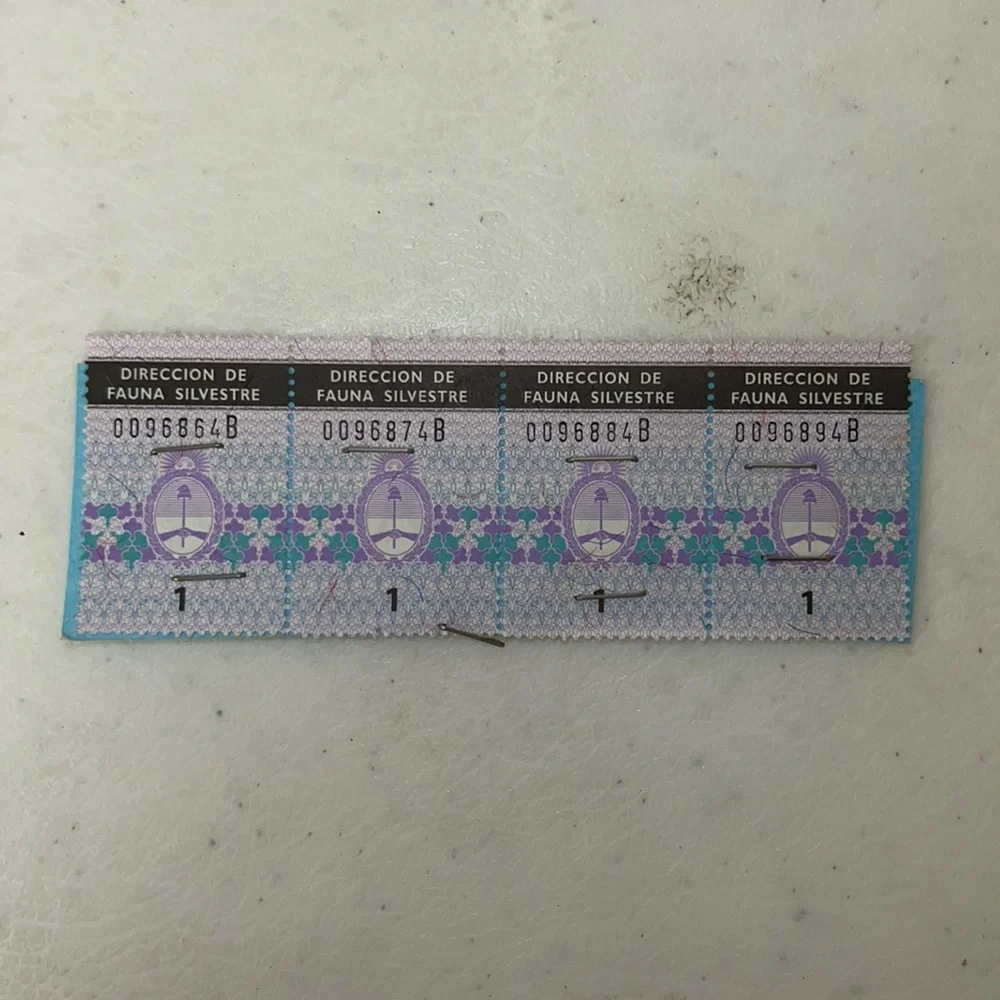 DIRECCION DE
FAUNA SILVESTRE
0096864B
1
DIRECCION DE
FAUNA SILVESTRE
0096874B
1
DIRECCION DE
FAUNA SILVESTRE
0096884B
1
DIRECCION DE
FAUNA SILVESTRE
0096894B
1